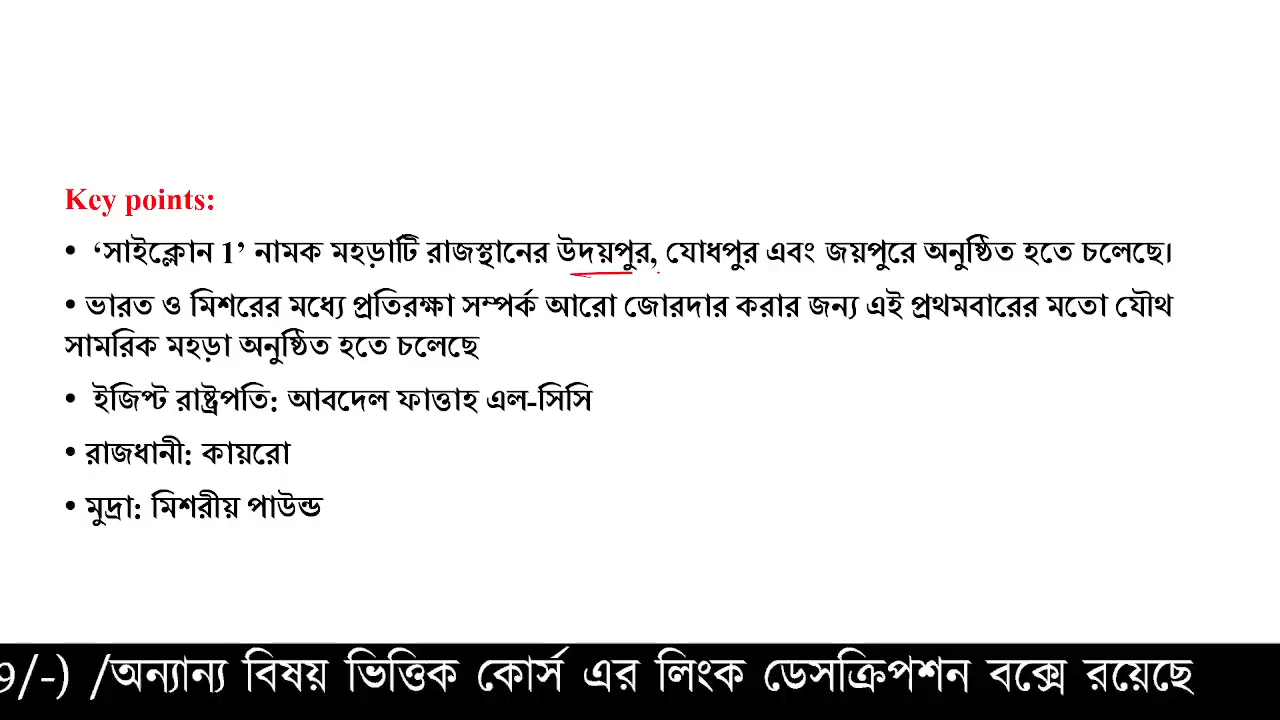 Key points:
• ‘সাইক্লোন 1’ নামক মহড়াটি রাজস্থানের উদয়পুর, যোধপুর এবং জয়পুরে অনুষ্ঠিত হতে চলেছে।
• ভারত ও মিশরের মধ্যে প্রতিরক্ষা সম্পর্ক আরো জোরদার করার জন্য এই প্রথমবারের মতো যৌথ
সামরিক মহড়া অনুষ্ঠিত হতে চলেছে
• ইজিপ্ট রাষ্ট্রপতি: আবদেল ফাত্তাহ এল-সিসি
• রাজধানী: কায়রো
• মুদ্রা: মিশরীয় পাউন্ড
9/-) /অন্যান্য বিষয় ভিত্তিক কোর্স এর লিংক ডেসক্রিপশন বক্সে রয়েছে